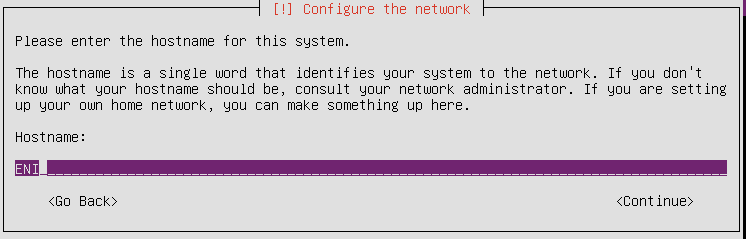 [!] Configure the network
Please enter the hostname for this system.
The hostname is a single word that identifies your system to the network. If you don't
know what your hostname should be, consult your network administrator. If you are setting
up your own home network, you can make something up here.
Hostname:
ENI
<Go Back> <Continue>